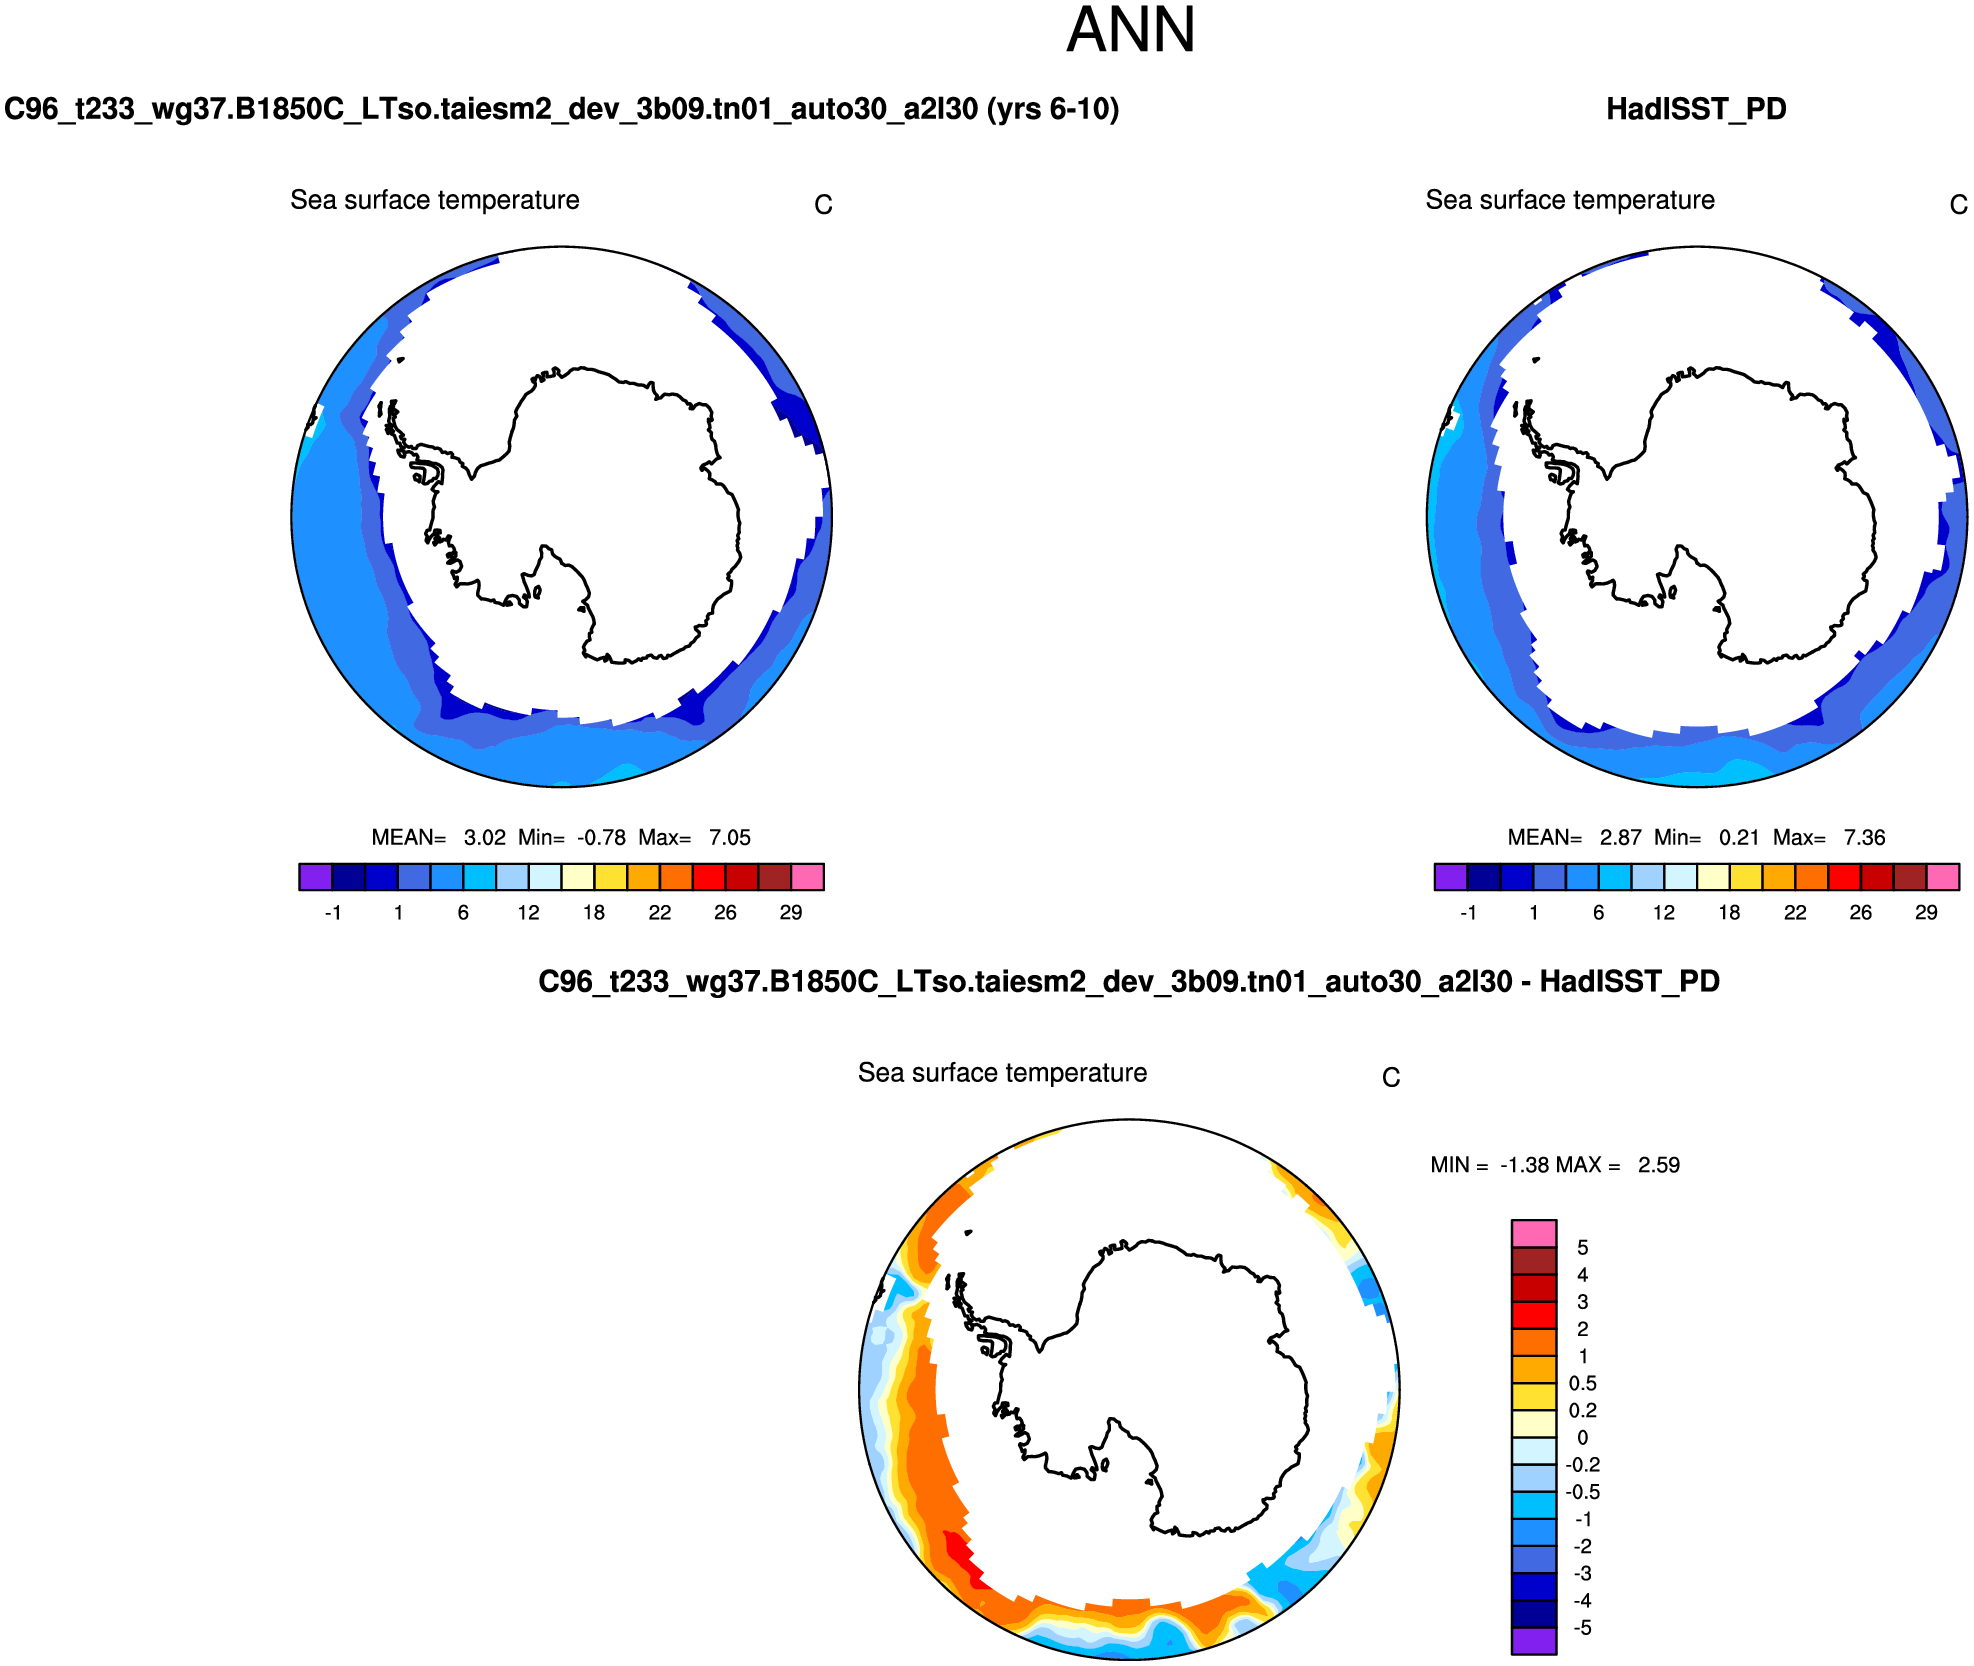 ANN
C96_t233_wg37.B1850C_LTso.taiesm2_dev_3b09.tn01_auto30_a2l30 (yrs 6-10)
HadISST_PD
Sea surface temperature C
Sea surface temperature C
MEAN= 3.02 Min= -0.78 Max= 7.05
MEAN= 2.87 Min= 0.21 Max= 7.36
-1 1 6 12 18 22 26 29
-1 1 6 12 18 22 26 29
C96_t233_wg37.B1850C_LTso.taiesm2_dev_3b09.tn01_auto30_a2l30 - HadISST_PD
Sea surface temperature C
MIN = -1.38 MAX = 2.59
5
4
3
2
1
0.5
0.2
0
-0.2
-0.5
-1
-2
-3
-4
-5